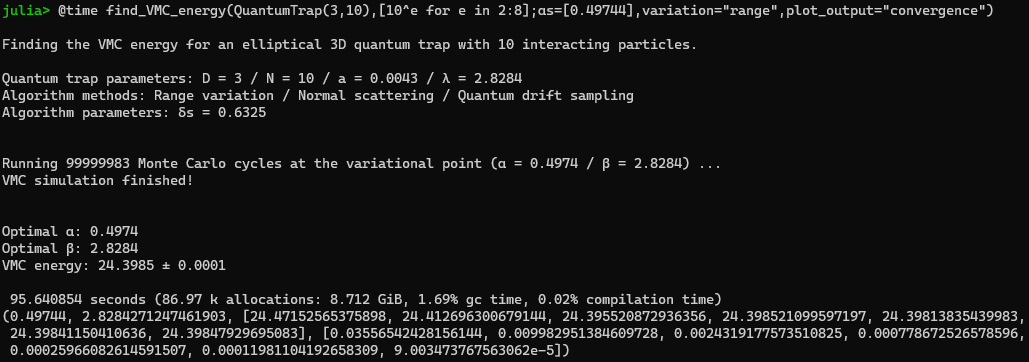 julia> @time find_VMC_energy(QuantumTrap(3,10),[10^e for e in 2:8];αs=[0.49744],variation="range",plot_output="convergence")
Finding the VMC energy for an elliptical 3D quantum trap with 10 interacting particles.
Quantum trap parameters: D = 3 / N = 10 / a = 0.0043 / λ = 2.8284
Algorithm methods: Range variation / Normal scattering / Quantum drift sampling
Algorithm parameters: δs = 0.6325
Running 99999983 Monte Carlo cycles at the variational point (α = 0.4974 / β = 2.8284) ...
VMC simulation finished!
Optimal α: 0.4974
Optimal β: 2.8284
VMC energy: 24.3985 ± 0.0001
95.640854 seconds (86.97 k allocations: 8.712 GiB, 1.69% gc time, 0.02% compilation time)
(0.49744, 2.8284271247461903, [24.47152565375898, 24.412696300679144, 24.395520872936356, 24.398521099597197, 24.39813835439983,
24.39841150410636, 24.39847929695083], [0.03556542428156144, 0.009982951384609728, 0.0024319177573510825, 0.000778672526578596,
0.00025966082614591507, 0.00011981104192658309, 9.003473767563062e-5])